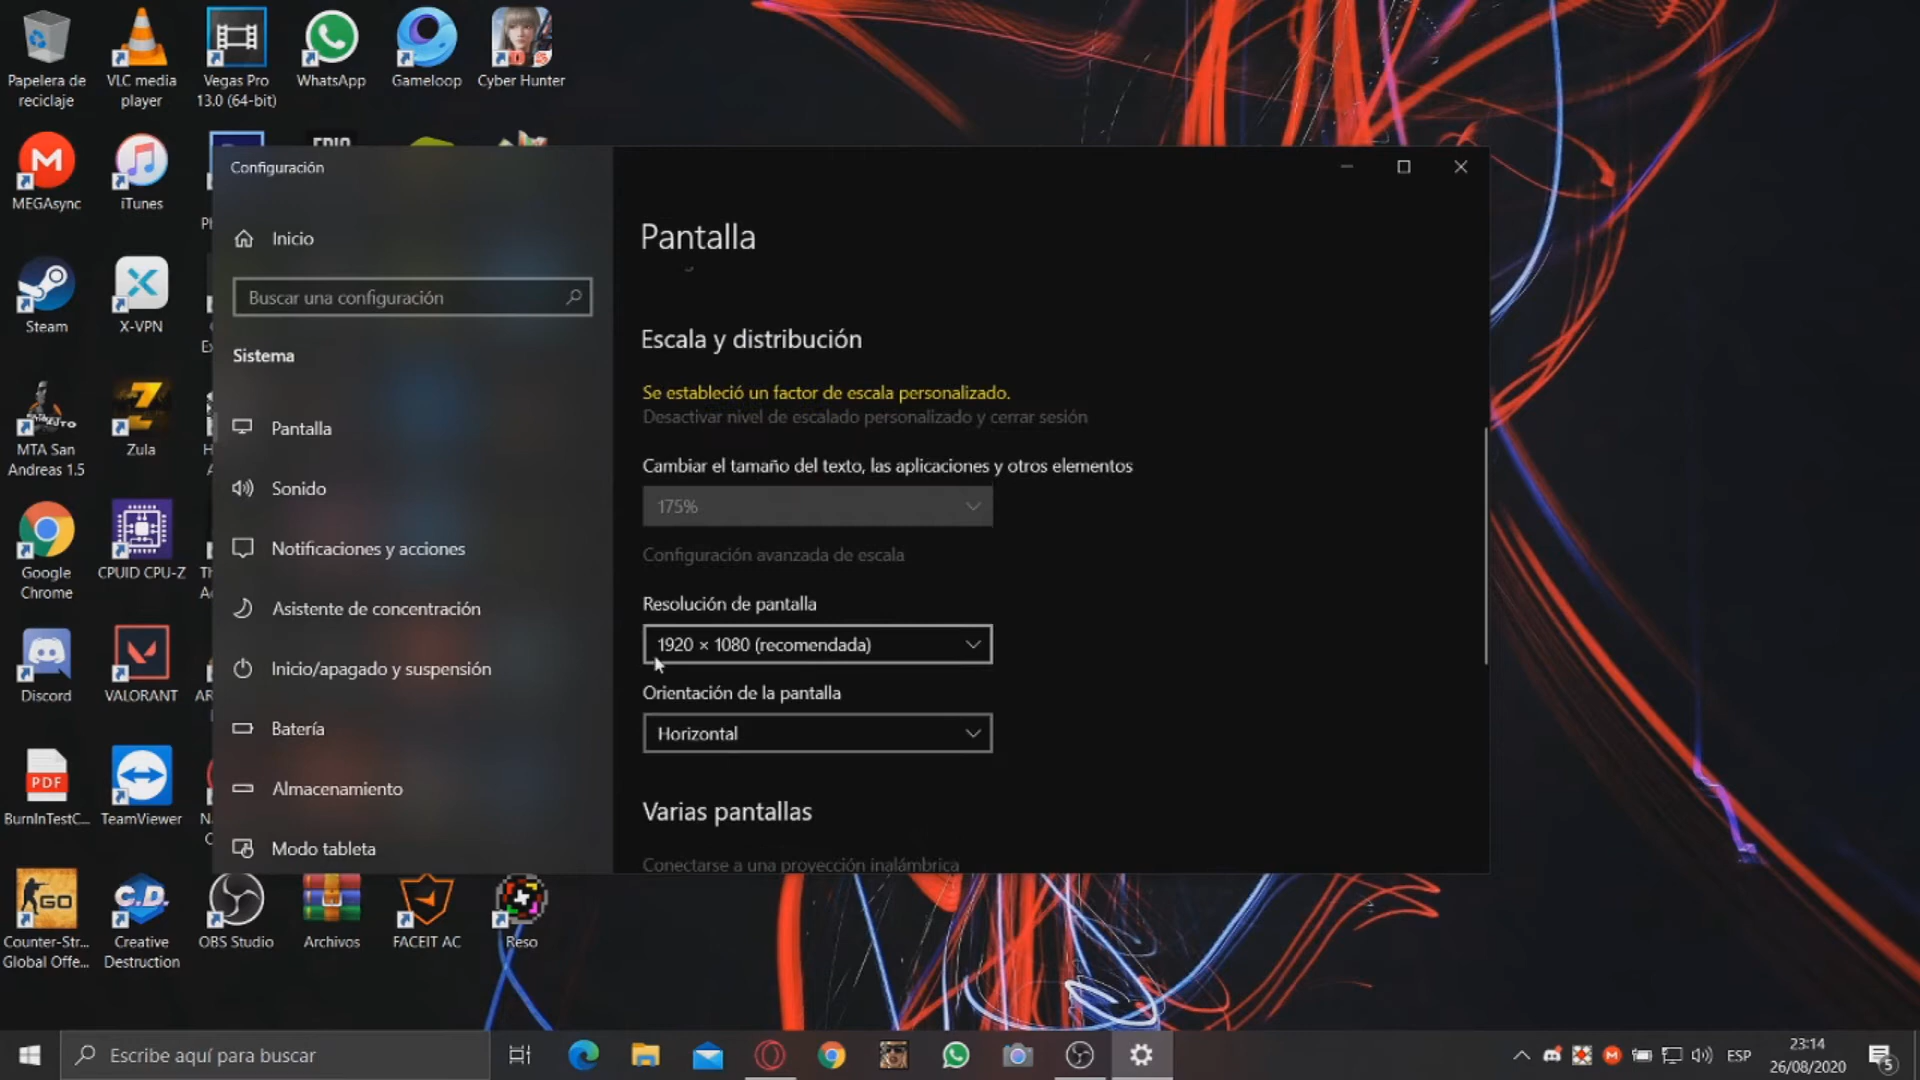 Papelera de
reciclaje
VLC media
player
Vegas Pro
13.0 (64-bit)
WhatsApp
Gameloop
Cyber Hunter
MEGAsync
iTunes
Steam
X-VPN
MTA San
Andreas 1.5
Zula
Google
Chrome
CPUID CPU-Z
Discord
VALORANT
PDF
BurnInTestC...
TeamViewer
GO
Counter-Str...
Global Offe...
C.D.
Creative
Destruction
OBS Studio
Archivos
FACEIT AC
Reso
Configuración
Inicio
Buscar una configuración
Sistema
Pantalla
Sonido
Notificaciones y acciones
Asistente de concentración
Inicio/apagado y suspensión
Batería
Almacenamiento
Modo tableta
Pantalla
Escala y distribución
Se estableció un factor de escala personalizado.
Desactivar nivel de escalado personalizado y cerrar sesión
Cambiar el tamaño del texto, las aplicaciones y otros elementos
175%
Configuración avanzada de escala
Resolución de pantalla
1920 × 1080 (recomendada)
Orientación de la pantalla
Horizontal
Varias pantallas
Conectarse a una proyección inalámbrica
Escribe aquí para buscar
ESP
23:14
26/08/2020
5